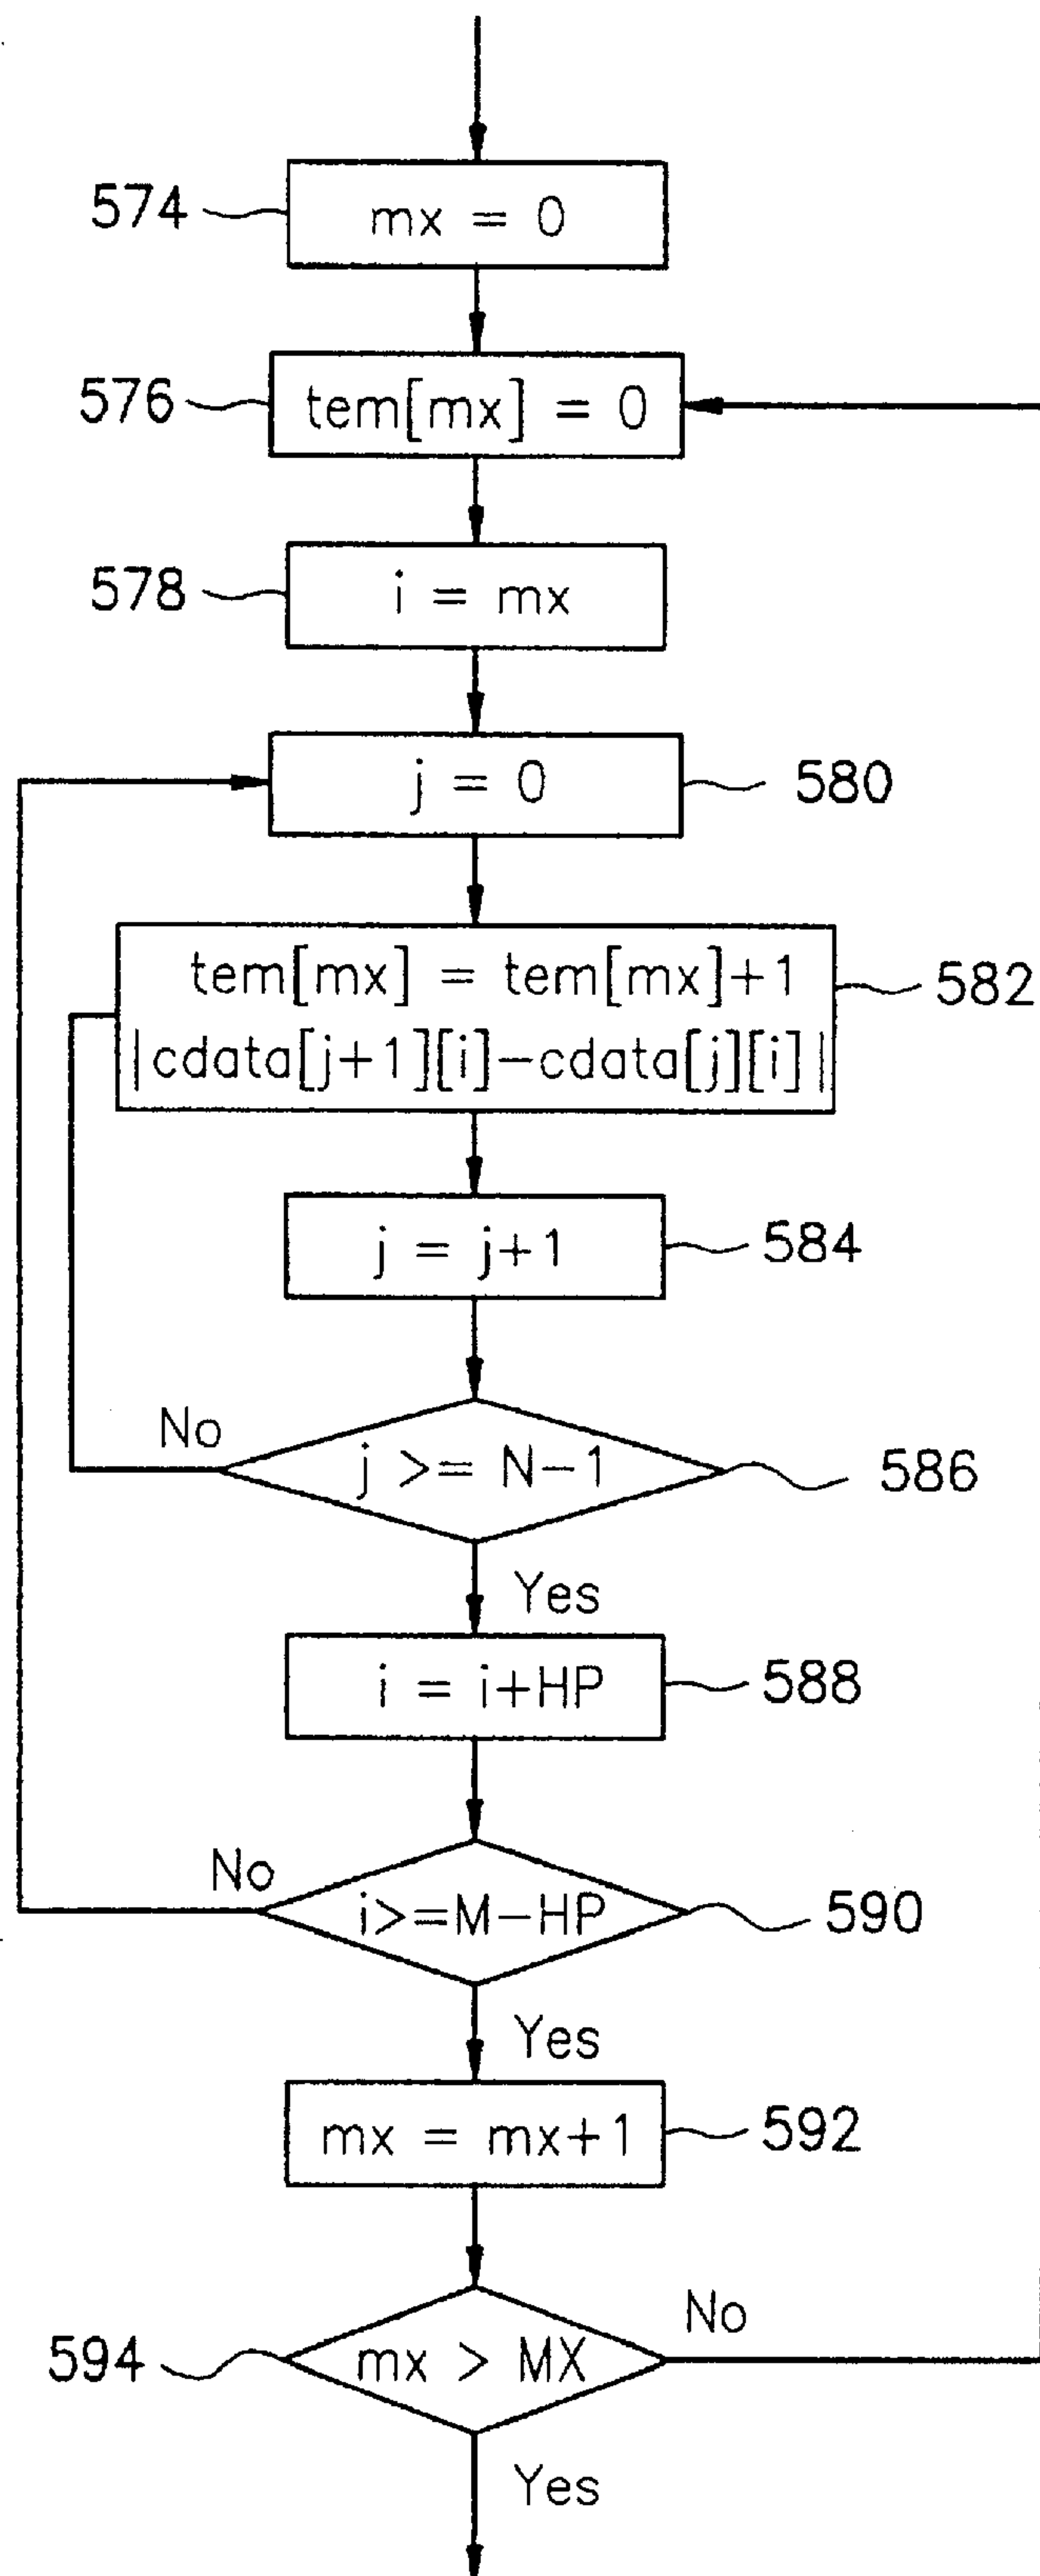 574
mx = 0
576
tem[mx] = 0
578
i = mx
j = 0
580
tem[mx] = tem[mx]+1
|cdata[j+1][i]-cdata[j][i]|
582
j = j+1
584
No
j >= N-1
586
Yes
i = i+HP
588
No
i>=M-HP
590
Yes
mx = mx+1
592
594
mx > MX
No
Yes